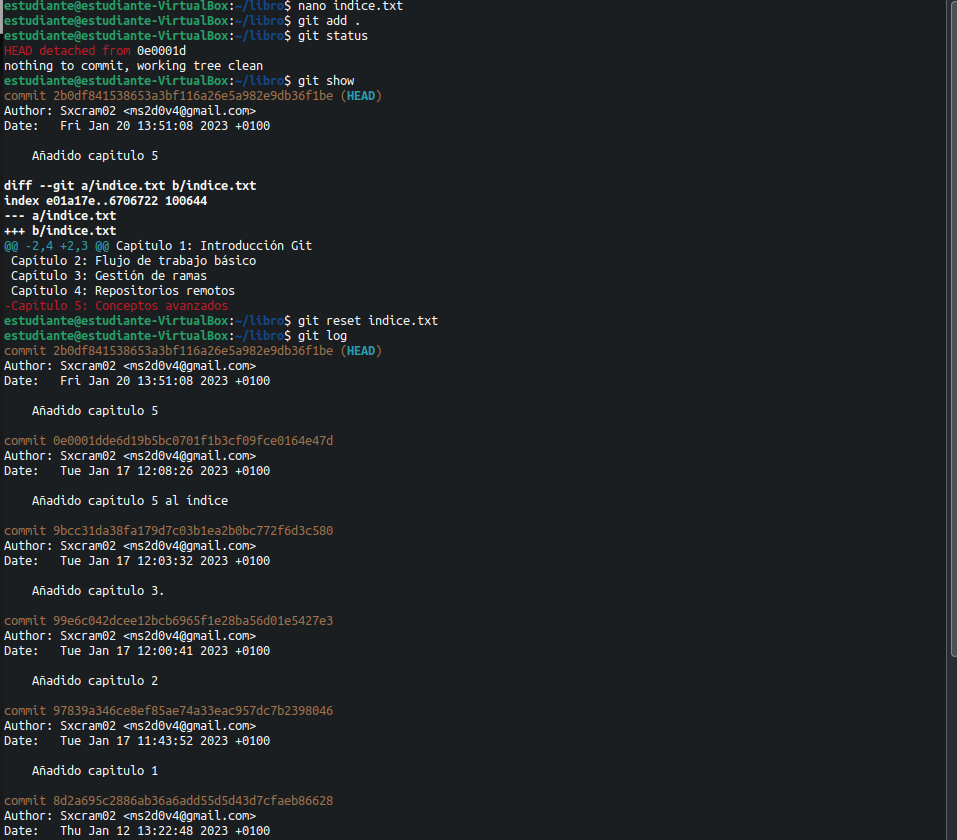 estudiante@estudiante-VirtualBox:~/libro$ nano indice.txt
estudiante@estudiante-VirtualBox:~/libro$ git add .
estudiante@estudiante-VirtualBox:~/libro$ git status
HEAD detached from 0e0001d
nothing to commit, working tree clean
estudiante@estudiante-VirtualBox:~/libro$ git show
commit 2b0df841538653a3bf116a26e5a982e9db36f1be (HEAD)
Author: Sxcram02 <ms2d0v4@gmail.com>
Date:   Fri Jan 20 13:51:08 2023 +0100

    Añadido capitulo 5

diff --git a/indice.txt b/indice.txt
index e01a17e..6706722 100644
--- a/indice.txt
+++ b/indice.txt
@@ -2,4 +2,3 @@ Capitulo 1: Introducción Git
 Capitulo 2: Flujo de trabajo básico
 Capitulo 3: Gestión de ramas
 Capitulo 4: Repositorios remotos
-Capitulo 5: Conceptos avanzados
estudiante@estudiante-VirtualBox:~/libro$ git reset indice.txt
estudiante@estudiante-VirtualBox:~/libro$ git log
commit 2b0df841538653a3bf116a26e5a982e9db36f1be (HEAD)
Author: Sxcram02 <ms2d0v4@gmail.com>
Date:   Fri Jan 20 13:51:08 2023 +0100

    Añadido capitulo 5

commit 0e0001dde6d19b5bc0701f1b3cf09fce0164e47d
Author: Sxcram02 <ms2d0v4@gmail.com>
Date:   Tue Jan 17 12:08:26 2023 +0100

    Añadido capitulo 5 al indice

commit 9bcc31da38fa179d7c03b1ea2b0bc772f6d3c580
Author: Sxcram02 <ms2d0v4@gmail.com>
Date:   Tue Jan 17 12:03:32 2023 +0100

    Añadido capitulo 3.

commit 99e6c042dcee12bcb6965f1e28ba56d01e5427e3
Author: Sxcram02 <ms2d0v4@gmail.com>
Date:   Tue Jan 17 12:00:41 2023 +0100

    Añadido capitulo 2

commit 97839a346ce8ef85ae74a33eac957dc7b2398046
Author: Sxcram02 <ms2d0v4@gmail.com>
Date:   Tue Jan 17 11:43:52 2023 +0100

    Añadido capitulo 1

commit 8d2a695c2886ab36a6add55d5d43d7cfaeb86628
Author: Sxcram02 <ms2d0v4@gmail.com>
Date:   Thu Jan 12 13:22:48 2023 +0100